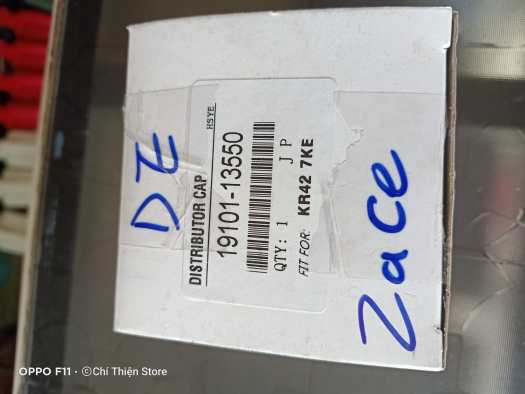 DE
HSYE
DISTRIBUTOR CAP
19101-13550
QTY: 1 J P
FIT FOR: KR42 7KE
Zace
OPPO F11 · ©Chí Thiện Store